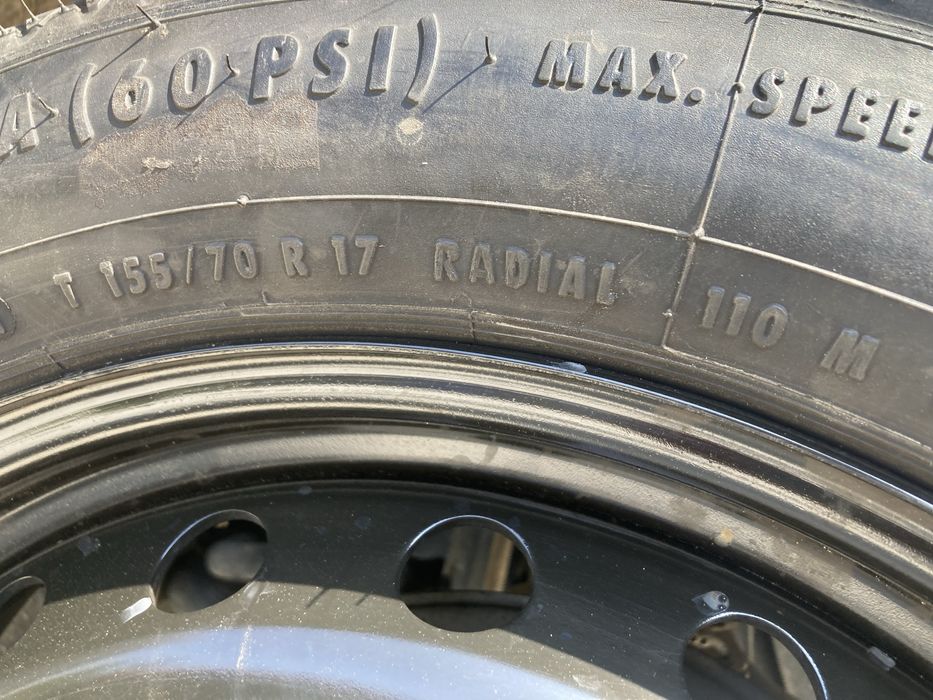 (60 PSI) MAX. SPEE
T 155/70 R 17 RADIAL 110 M